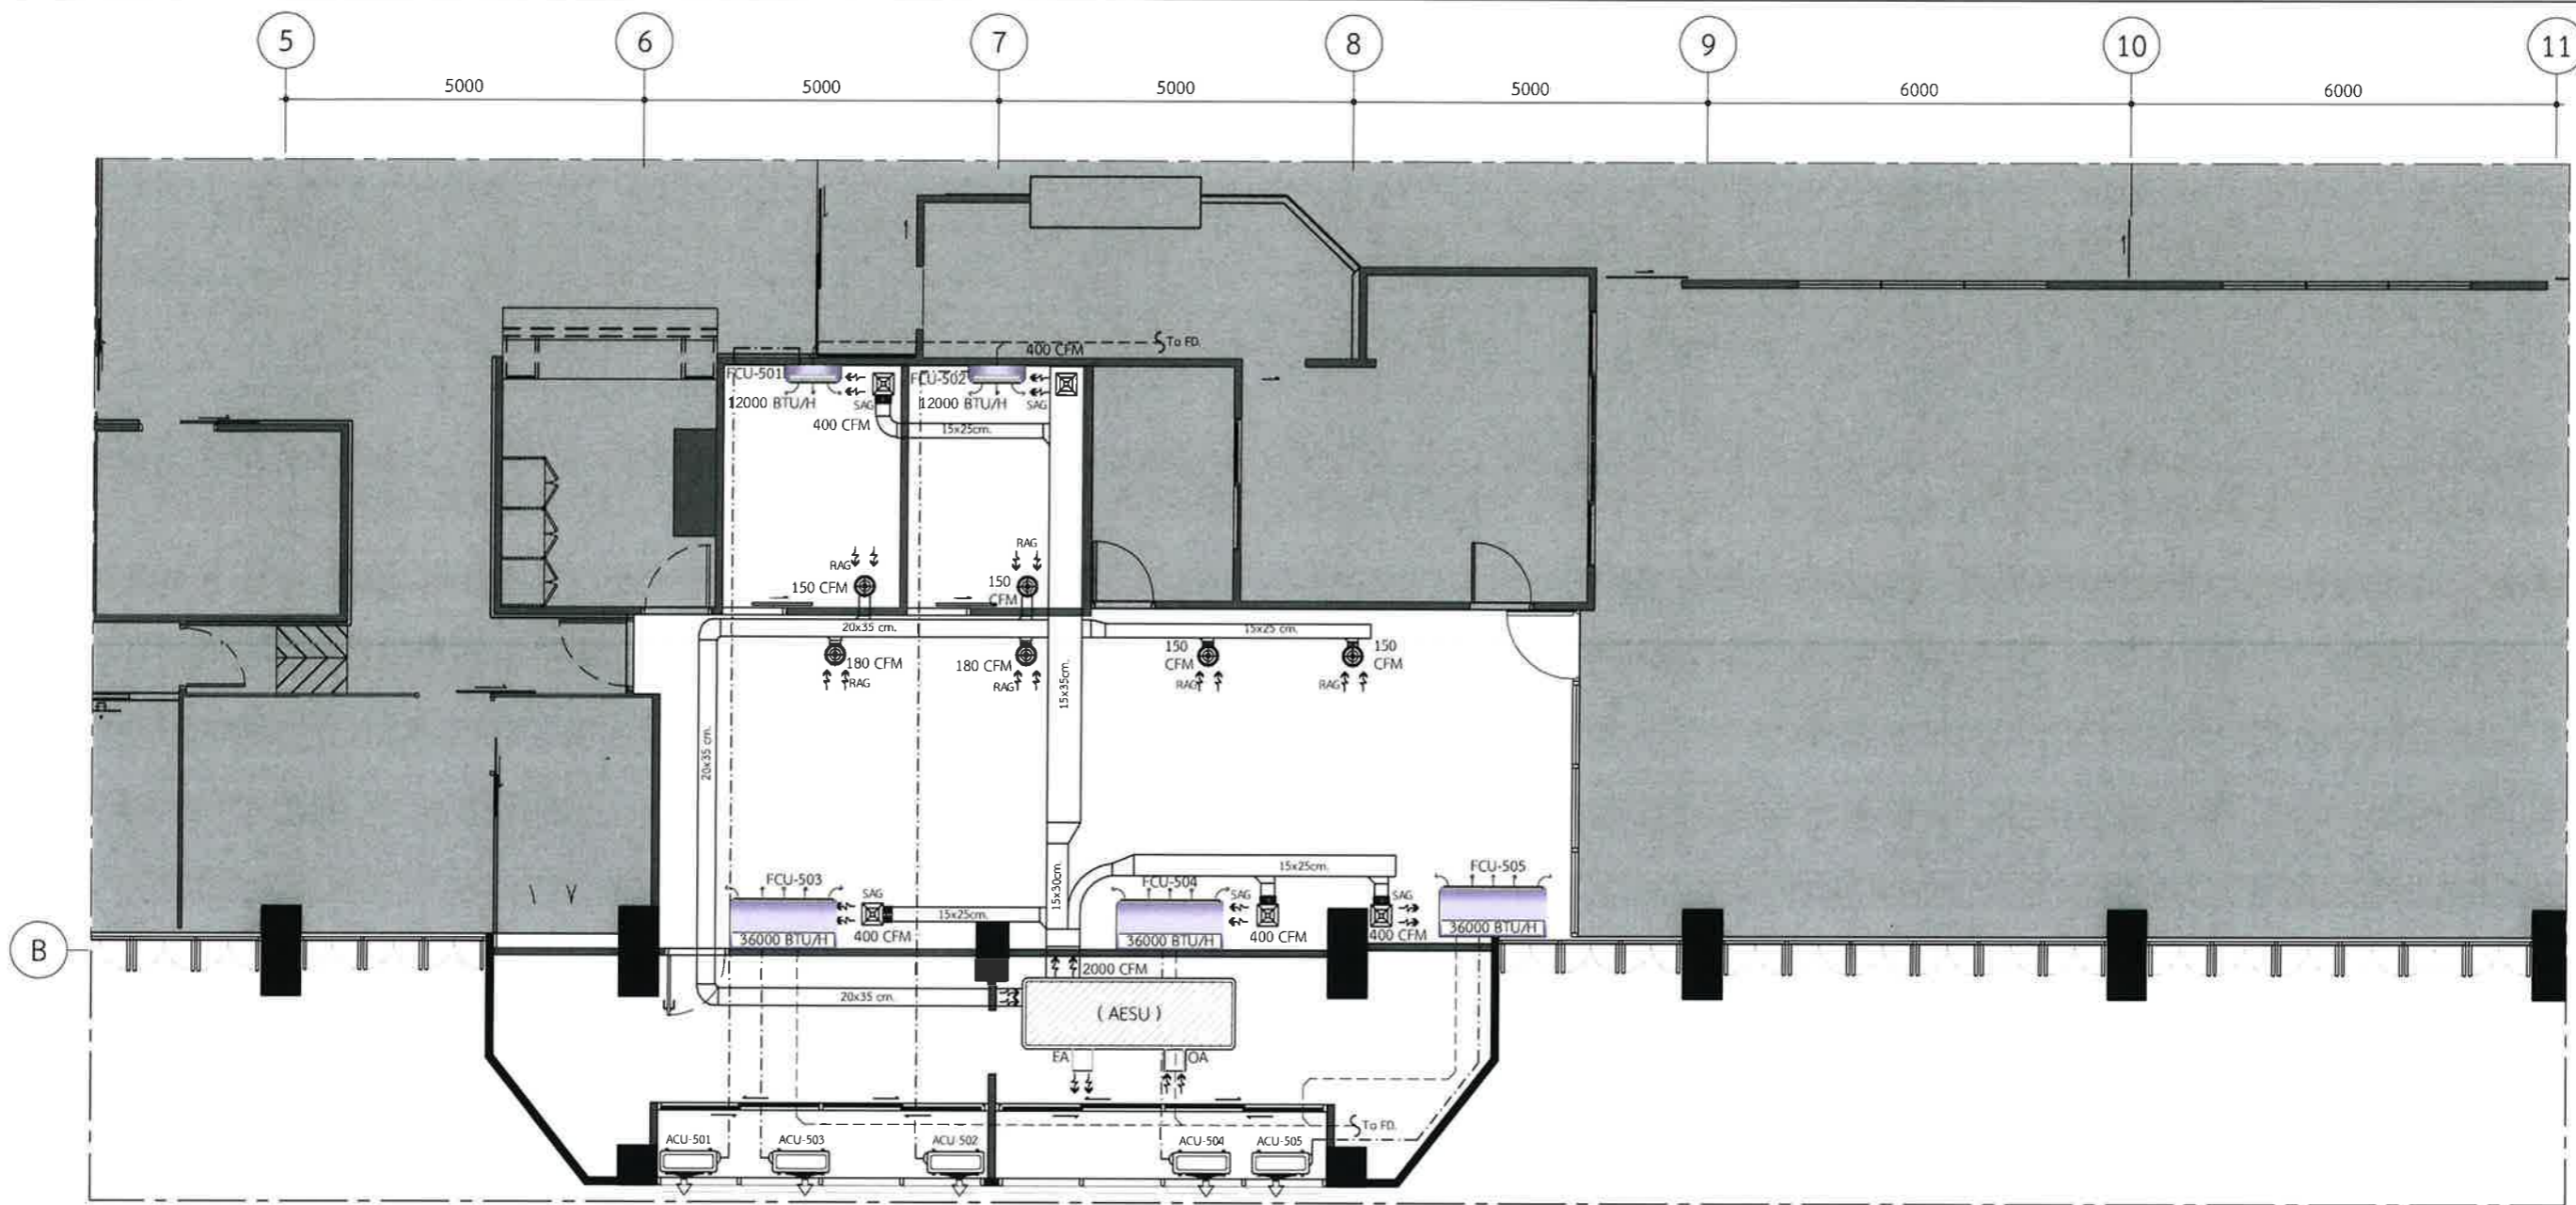 5
6
7
8
9
10
11
5000
5000
5000
5000
6000
6000
To FD.
400 CFM
FCU-501
FCU-502
12000 BTU/H
SAG
12000 BTU/H
SAG
400 CFM
15x25cm.
RAG
RAG
150 CFM
150
CFM
20x35 cm.
15x25 cm.
180 CFM
RAG
180 CFM
RAG
150
CFM
RAG
150
CFM
RAG
15x35cm.
20x35 cm.
15x25cm.
FCU-503
SAG
15x30cm.
FCU-504
SAG
SAG
FCU-505
15x25cm.
36000 BTU/H
400 CFM
36000 BTU/H
400 CFM
400 CFM
36000 BTU/H
B
2000 CFM
20x35 cm.
( AESU )
EA
OA
To FD.
ACU-501
ACU-503
ACU-502
ACU-504
ACU-505